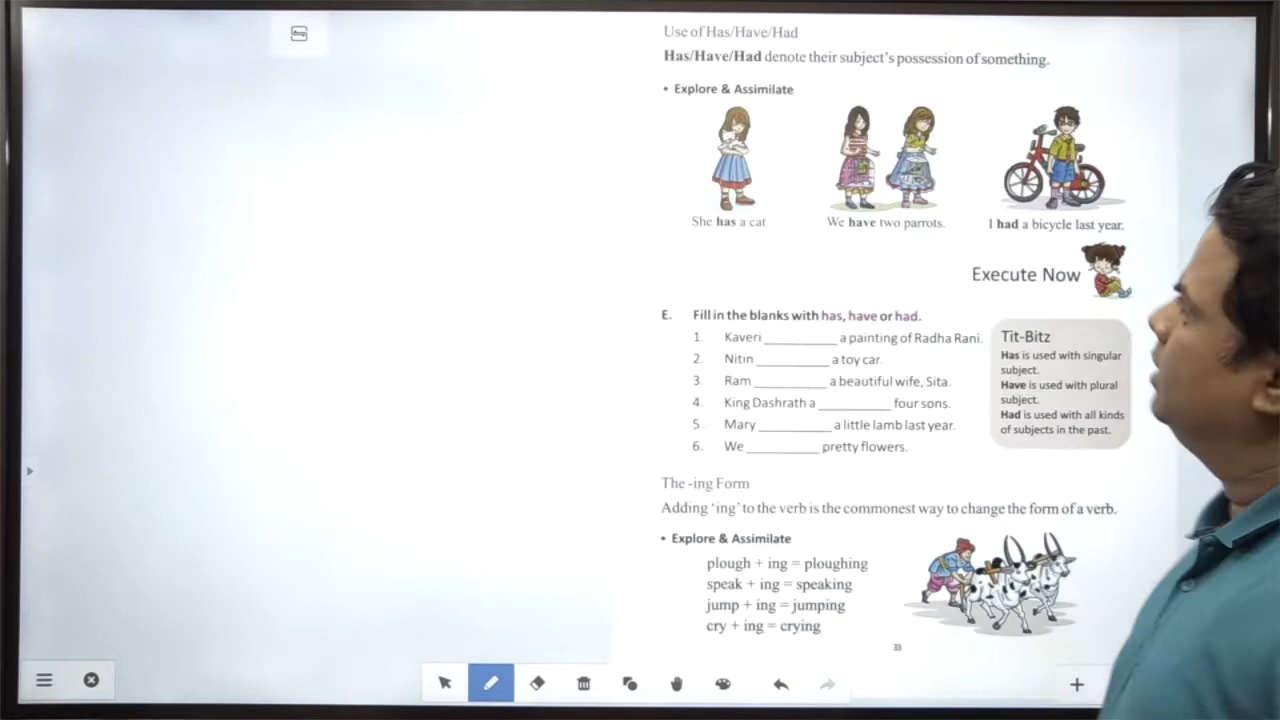 Use of Has/Have/Had
Has/Have/Had denote their subject's possession of something.
• Explore & Assimilate
She has a cat.
We have two parrots.
I had a bicycle last year.
Execute Now
E. Fill in the blanks with has, have or had.
1. Kaveri __________ a painting of Radha Rani.
2. Nitin __________ a toy car.
3. Ram __________ a beautiful wife, Sita.
4. King Dashrath a __________ four sons.
5. Mary __________ a little lamb last year.
6. We __________ pretty flowers.
Tit-Bitz
Has is used with singular
subject.
Have is used with plural
subject.
Had is used with all kinds
of subjects in the past.
The -ing Form
Adding 'ing' to the verb is the commonest way to change the form of a verb.
• Explore & Assimilate
plough + ing = ploughing
speak + ing = speaking
jump + ing = jumping
cry + ing = crying
33